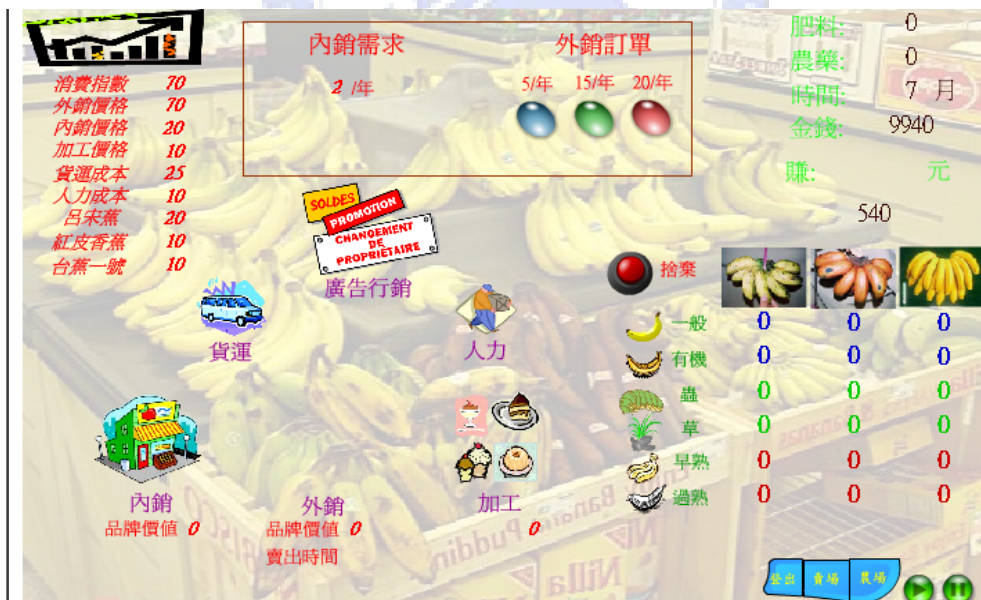 消費指數 70
外銷價格 70
內銷價格 20
加工價格 10
貨運成本 25
人力成本 10
呂宋蕉 20
紅皮香蕉 10
台蕉一號 10
內銷需求
2 /年
外銷訂單
5/年 15/年 20/年
肥料: 0
農藥: 0
時間: 7 月
金錢: 9940
賺: 元
540
SOLDES
PROMOTION
CHANGEMENT
DE
PROPRIÉTAIRE
廣告行銷
貨運
人力
捨棄
一般 0 0 0
有機 0 0 0
蟲 0 0 0
草 0 0 0
早熟 0 0 0
過熟 0 0 0
內銷
品牌價值 0
外銷
品牌價值 0
賣出時間
加工
0
Nilla
登出 賣場 農場